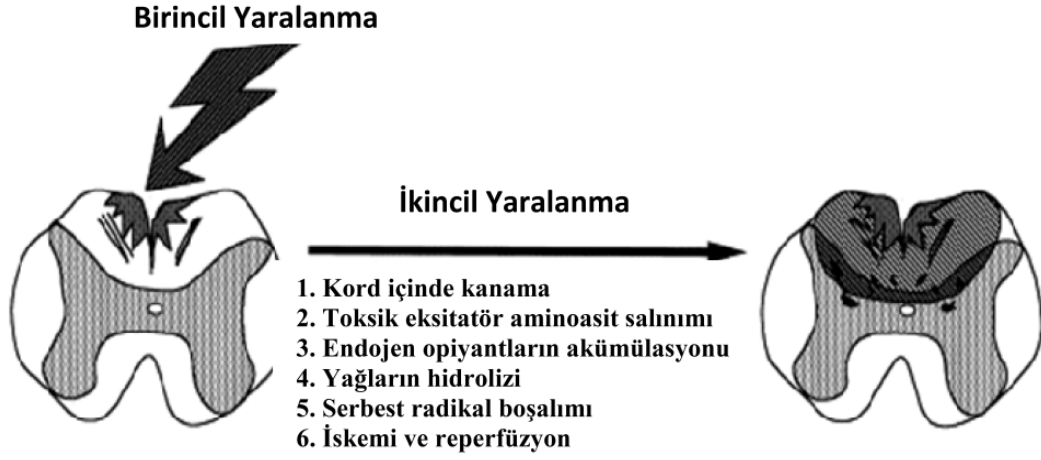 Birincil Yaralanma
İkincil Yaralanma
1. Kord içinde kanama
2. Toksik eksitatör aminoasit salınımı
3. Endojen opiyantların akümülasyonu
4. Yağların hidrolizi
5. Serbest radikal boşalımı
6. İskemi ve reperfüzyon